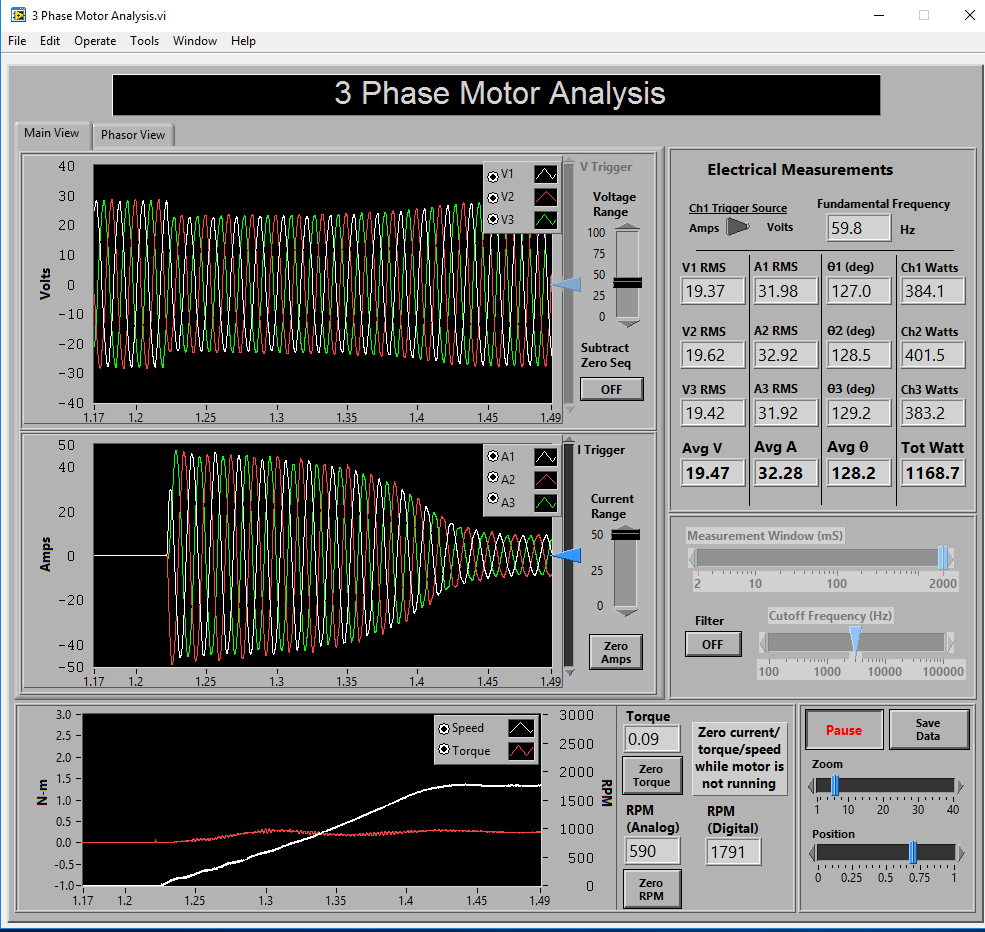 3 Phase Motor Analysis.vi
File Edit Operate Tools Window Help
3 Phase Motor Analysis
Main View Phasor View
40
30
20
10
0
-10
-20
-30
-40
Volts
1.17 1.2 1.25 1.3 1.35 1.4 1.45 1.49
V1
V2
V3
V Trigger
Voltage
Range
100
75
50
25
0
Subtract
Zero Seq
OFF
50
40
20
0
-20
-40
-50
Amps
1.17 1.2 1.25 1.3 1.35 1.4 1.45 1.49
A1
A2
A3
I Trigger
Current
Range
50
25
0
Zero
Amps
Electrical Measurements
Ch1 Trigger Source
Amps Volts
Fundamental Frequency
59.8 Hz
V1 RMS A1 RMS θ1 (deg) Ch1 Watts
19.37 31.98 127.0 384.1
V2 RMS A2 RMS θ2 (deg) Ch2 Watts
19.62 32.92 128.5 401.5
V3 RMS A3 RMS θ3 (deg) Ch3 Watts
19.42 31.92 129.2 383.2
Avg V Avg A Avg θ Tot Watt
19.47 32.28 128.2 1168.7
Measurement Window (mS)
2 10 100 2000
Filter
OFF
Cutoff Frequency (Hz)
100 1000 10000 100000
3.0
2.5
2.0
1.5
1.0
0.5
0.0
-0.5
-1.0
N-m
1.17 1.2 1.25 1.3 1.35 1.4 1.45 1.49
Speed
Torque
3000
2500
2000
1500
1000
500
0
RPM
Torque
0.09
Zero
Torque
Zero current/
torque/speed
while motor is
not running
RPM
(Analog)
590
Zero
RPM
RPM
(Digital)
1791
Pause
Save
Data
Zoom
1 10 20 30 40
Position
0 0.25 0.5 0.75 1